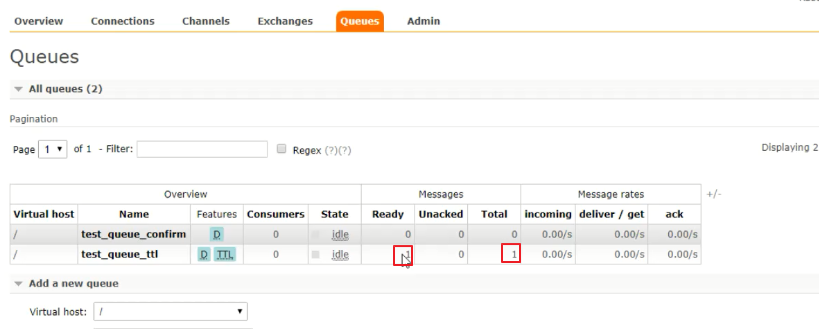 Overview Connections Channels Exchanges Queues Admin
Queues
All queues (2)
Pagination
Page 1 of 1 - Filter: Regex (?)(?) Displaying 2
Overview Messages Message rates +/-
Virtual host Name Features Consumers State Ready Unacked Total incoming deliver / get ack
/ test_queue_confirm D 0 idle 0 0 0 0.00/s 0.00/s 0.00/s
/ test_queue_ttl D TTL 0 idle 1 0 1 0.00/s 0.00/s 0.00/s
Add a new queue
Virtual host: /